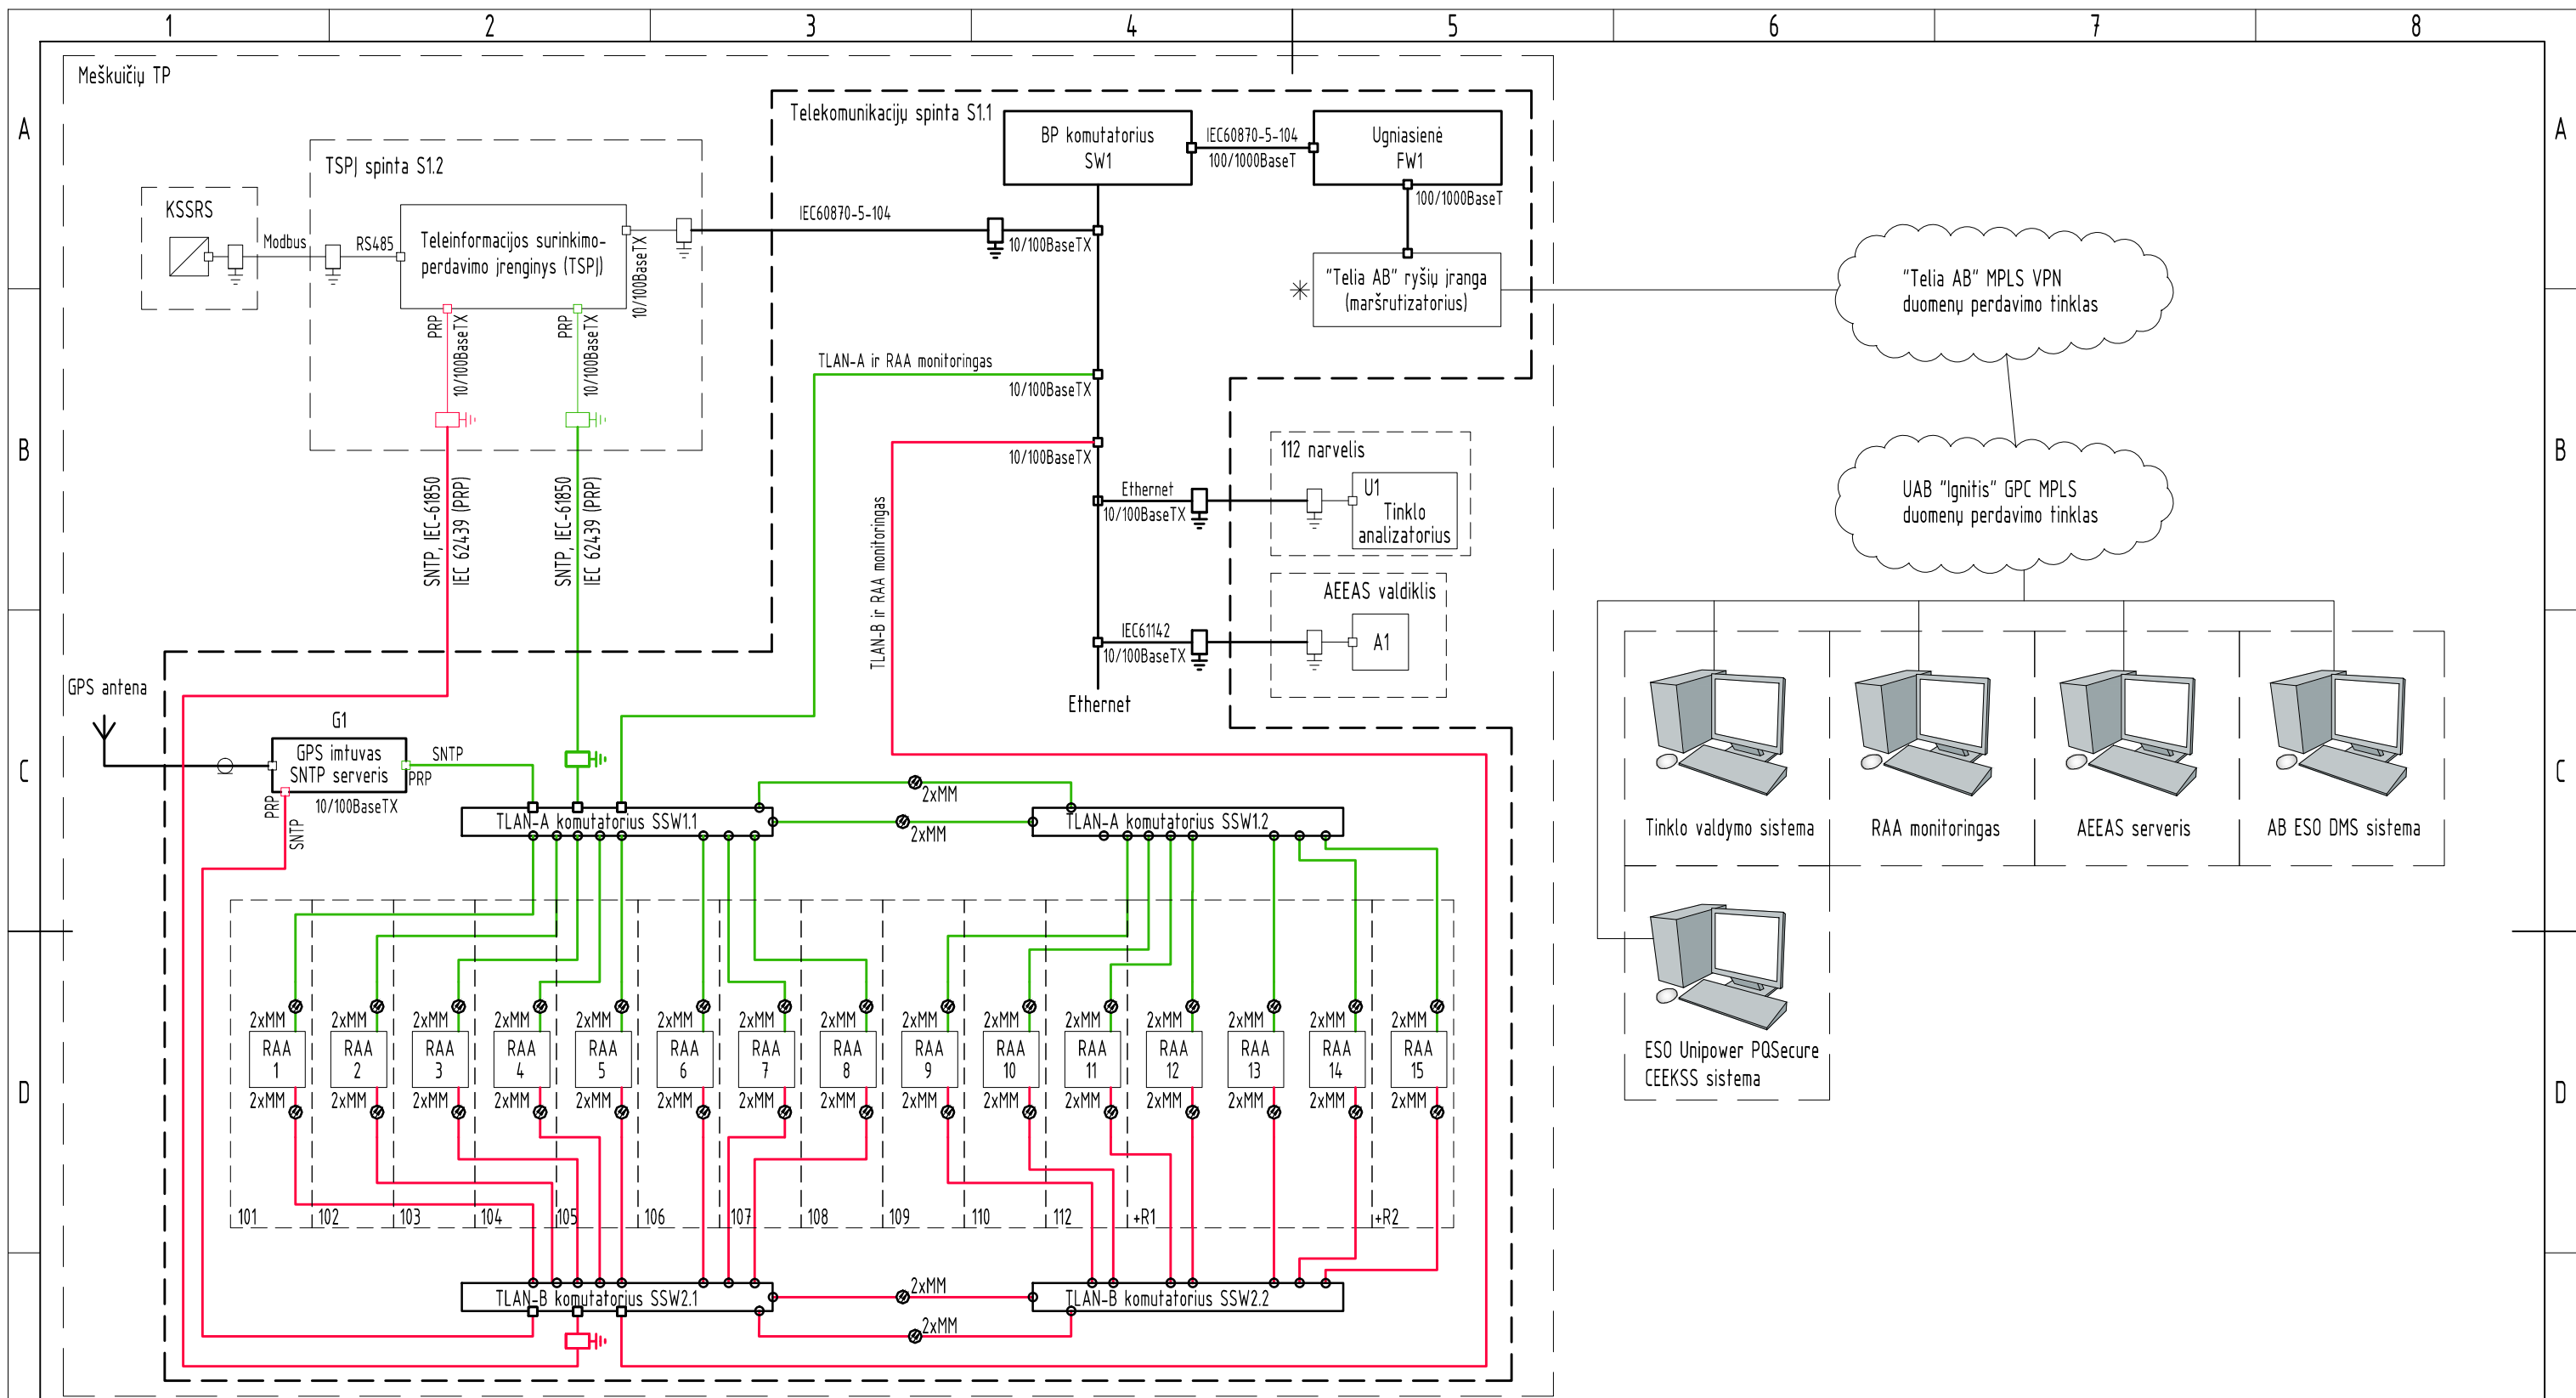 1 2 3 4 5 6 7 8
A
B
C
D
A
B
C
D
Meškuičių TP
Telekomunikacijų spinta S1.1
BP komutatorius
SW1
IEC60870-5-104
100/1000BaseT
Ugniasienė
FW1
100/1000BaseT
TSPĮ spinta S1.2
KSSRS
Modbus
RS485
Teleinformacijos surinkimo-
perdavimo įrenginys (TSPĮ)
10/100BaseTX
IEC60870-5-104
10/100BaseTX
"Telia AB" ryšių įranga
(maršrutizatorius)
"Telia AB" MPLS VPN
duomenų perdavimo tinklas
PRP
10/100BaseTX
PRP
10/100BaseTX
TLAN-A ir RAA monitoringas
10/100BaseTX
10/100BaseTX
TLAN-B ir RAA monitoringas
SNTP, IEC-61850
IEC 62439 (PRP)
SNTP, IEC-61850
IEC 62439 (PRP)
Ethernet
10/100BaseTX
112 narvelis
U1
Tinklo
analizatorius
UAB "Ignitis" GPC MPLS
duomenų perdavimo tinklas
IEC61142
10/100BaseTX
AEEAS valdiklis
A1
Ethernet
GPS antena
G1
GPS imtuvas
SNTP serveris
SNTP
PRP
10/100BaseTX
PRP
SNTP
2xMM
2xMM
TLAN-A komutatorius SSW1.1
TLAN-A komutatorius SSW1.2
Tinklo valdymo sistema
RAA monitoringas
AEEAS serveris
AB ESO DMS sistema
2xMM 2xMM 2xMM 2xMM 2xMM 2xMM 2xMM 2xMM 2xMM 2xMM 2xMM 2xMM 2xMM 2xMM 2xMM
RAA RAA RAA RAA RAA RAA RAA RAA RAA RAA RAA RAA RAA RAA RAA
1 2 3 4 5 6 7 8 9 10 11 12 13 14 15
2xMM 2xMM 2xMM 2xMM 2xMM 2xMM 2xMM 2xMM 2xMM 2xMM 2xMM 2xMM 2xMM 2xMM 2xMM
ESO Unipower PQSecure
CEEKSS sistema
101 102 103 104 105 106 107 108 109 110 112 +R1 +R2
TLAN-B komutatorius SSW2.1
2xMM
2xMM
TLAN-B komutatorius SSW2.2